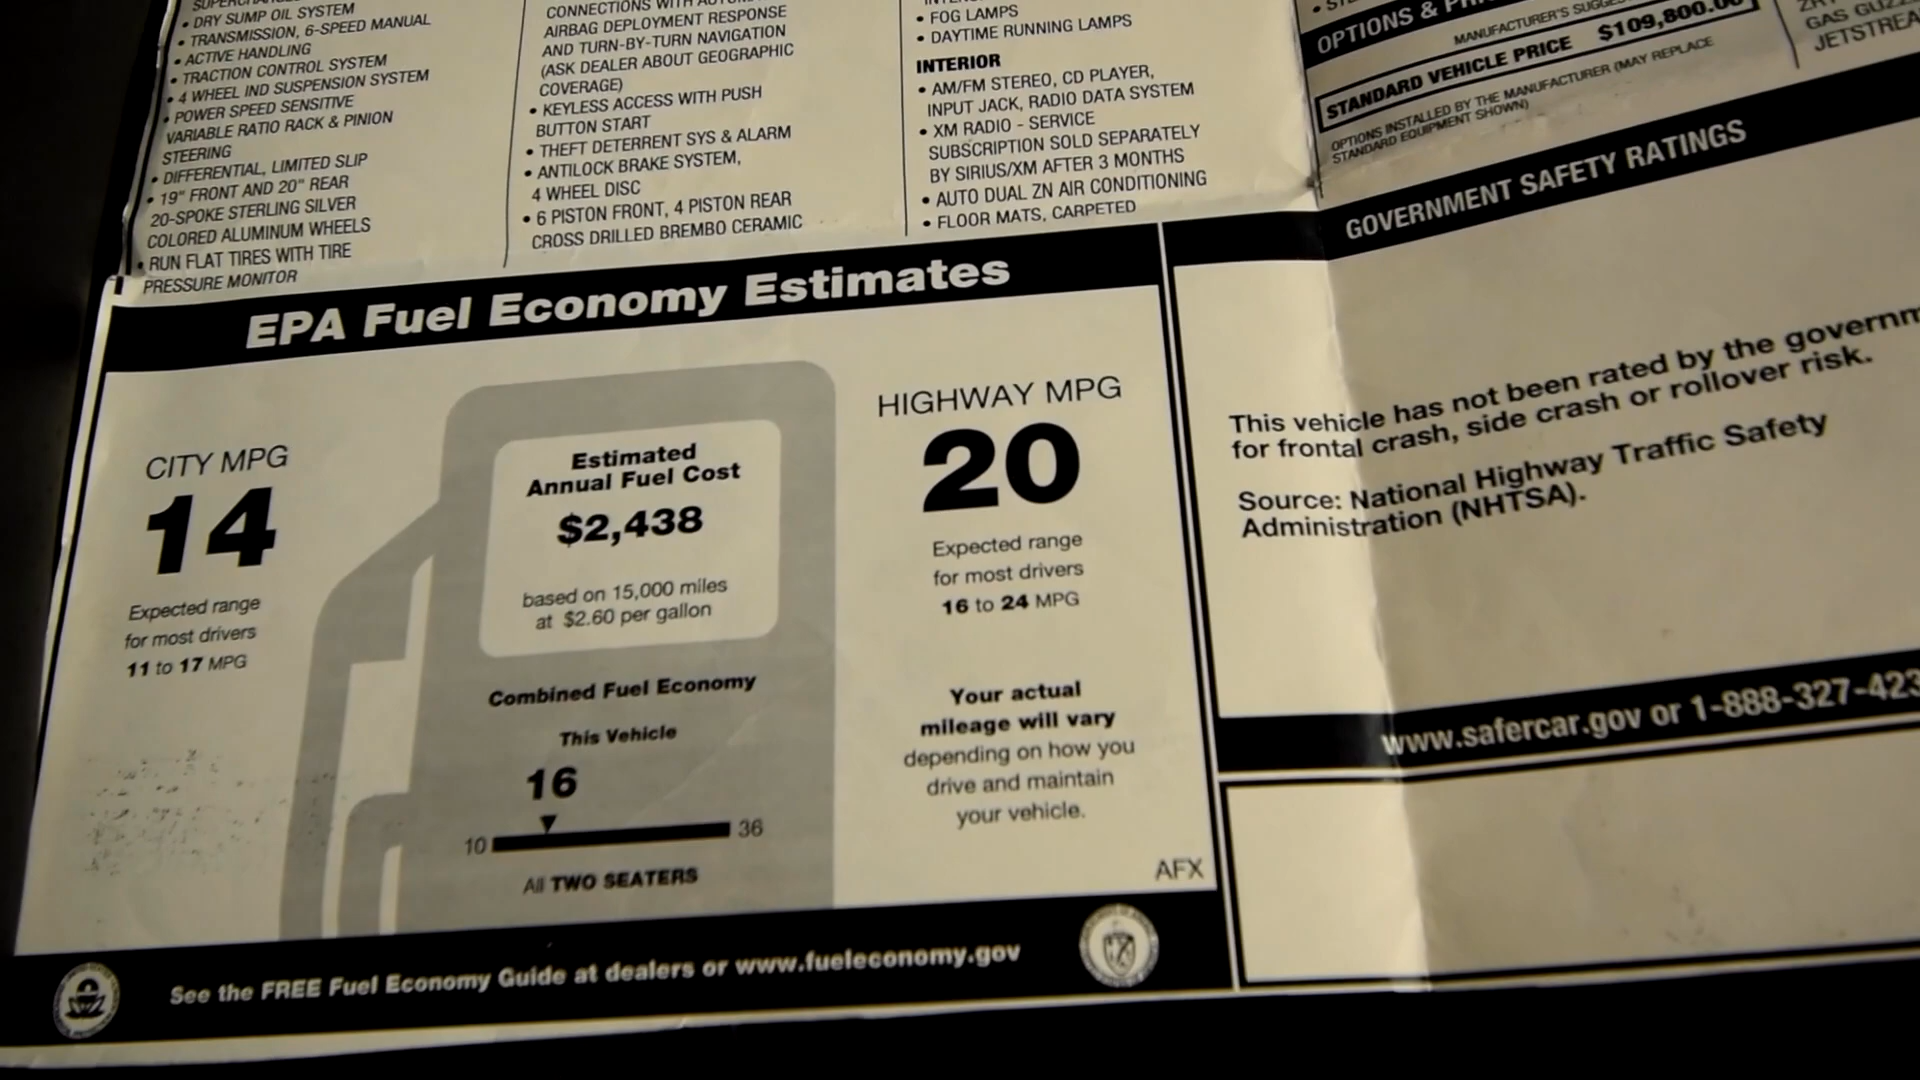 • DRY SUMP OIL SYSTEM
• TRANSMISSION, 6-SPEED MANUAL
• ACTIVE HANDLING
• TRACTION CONTROL SYSTEM
• 4 WHEEL IND SUSPENSION SYSTEM
• POWER SPEED SENSITIVE
VARIABLE RATIO RACK & PINION
STEERING
• DIFFERENTIAL, LIMITED SLIP
• 19" FRONT AND 20" REAR
20-SPOKE STERLING SILVER
COLORED ALUMINUM WHEELS
• RUN FLAT TIRES WITH TIRE
PRESSURE MONITOR
CONNECTIONS WITH
AIRBAG DEPLOYMENT RESPONSE
AND TURN-BY-TURN NAVIGATION
(ASK DEALER ABOUT GEOGRAPHIC
COVERAGE)
• KEYLESS ACCESS WITH PUSH
BUTTON START
• THEFT DETERRENT SYS & ALARM
• ANTILOCK BRAKE SYSTEM,
4 WHEEL DISC
• 6 PISTON FRONT, 4 PISTON REAR
CROSS DRILLED BREMBO CERAMIC
• FOG LAMPS
• DAYTIME RUNNING LAMPS
INTERIOR
• AM/FM STEREO, CD PLAYER,
INPUT JACK, RADIO DATA SYSTEM
• XM RADIO - SERVICE
SUBSCRIPTION SOLD SEPARATELY
BY SIRIUS/XM AFTER 3 MONTHS
• AUTO DUAL ZN AIR CONDITIONING
• FLOOR MATS, CARPETED
OPTIONS &
MANUFACTURER'S
STANDARD VEHICLE PRICE $109,800.00
OPTIONS INSTALLED BY THE MANUFACTURER (MAY REPLACE
STANDARD EQUIPMENT SHOWN)
GAS
GOVERNMENT SAFETY RATINGS
This vehicle has not been rated by the
for frontal crash, side crash or rollover risk.
Source: National Highway Traffic Safety
Administration (NHTSA).
www.safercar.gov or 1-888-327-423
EPA Fuel Economy Estimates
CITY MPG
14
Expected range
for most drivers
11 to 17 MPG
Estimated
Annual Fuel Cost
$2,438
based on 15,000 miles
at $2.60 per gallon
Combined Fuel Economy
This Vehicle
16
10 36
All TWO SEATERS
HIGHWAY MPG
20
Expected range
for most drivers
16 to 24 MPG
Your actual
mileage will vary
depending on how you
drive and maintain
your vehicle.
AFX
See the FREE Fuel Economy Guide at dealers or www.fueleconomy.gov